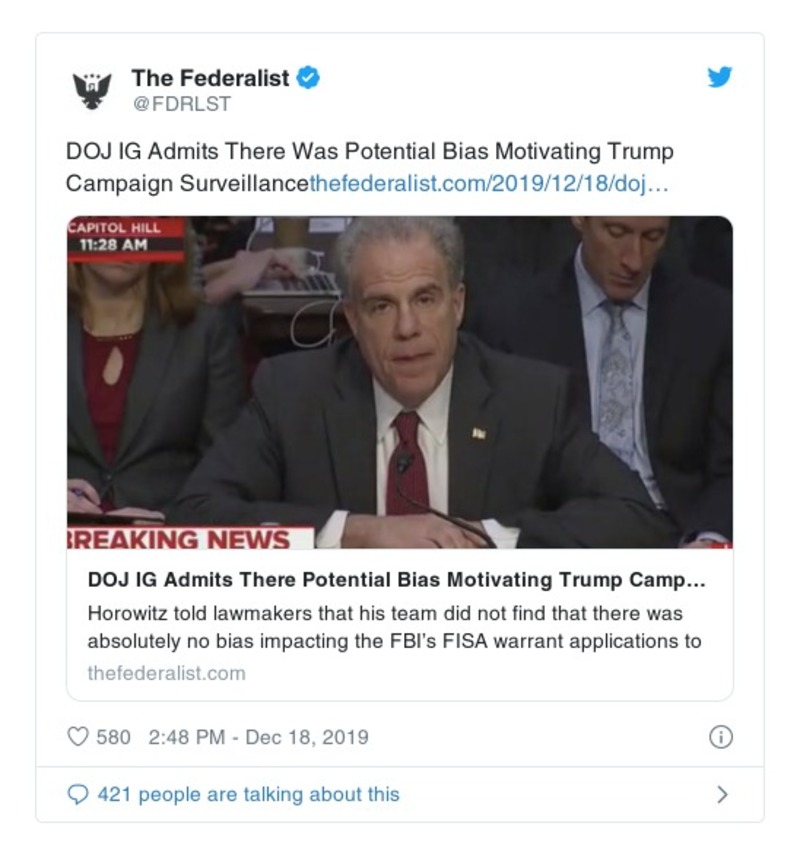 The Federalist
@FDRLST
DOJ IG Admits There Was Potential Bias Motivating Trump
Campaign Surveillancethefederalist.com/2019/12/18/doj…
CAPITOL HILL
11:28 AM
BREAKING NEWS
DOJ IG Admits There Potential Bias Motivating Trump Camp…
Horowitz told lawmakers that his team did not find that there was
absolutely no bias impacting the FBI’s FISA warrant applications to
thefederalist.com
580 2:48 PM - Dec 18, 2019
421 people are talking about this